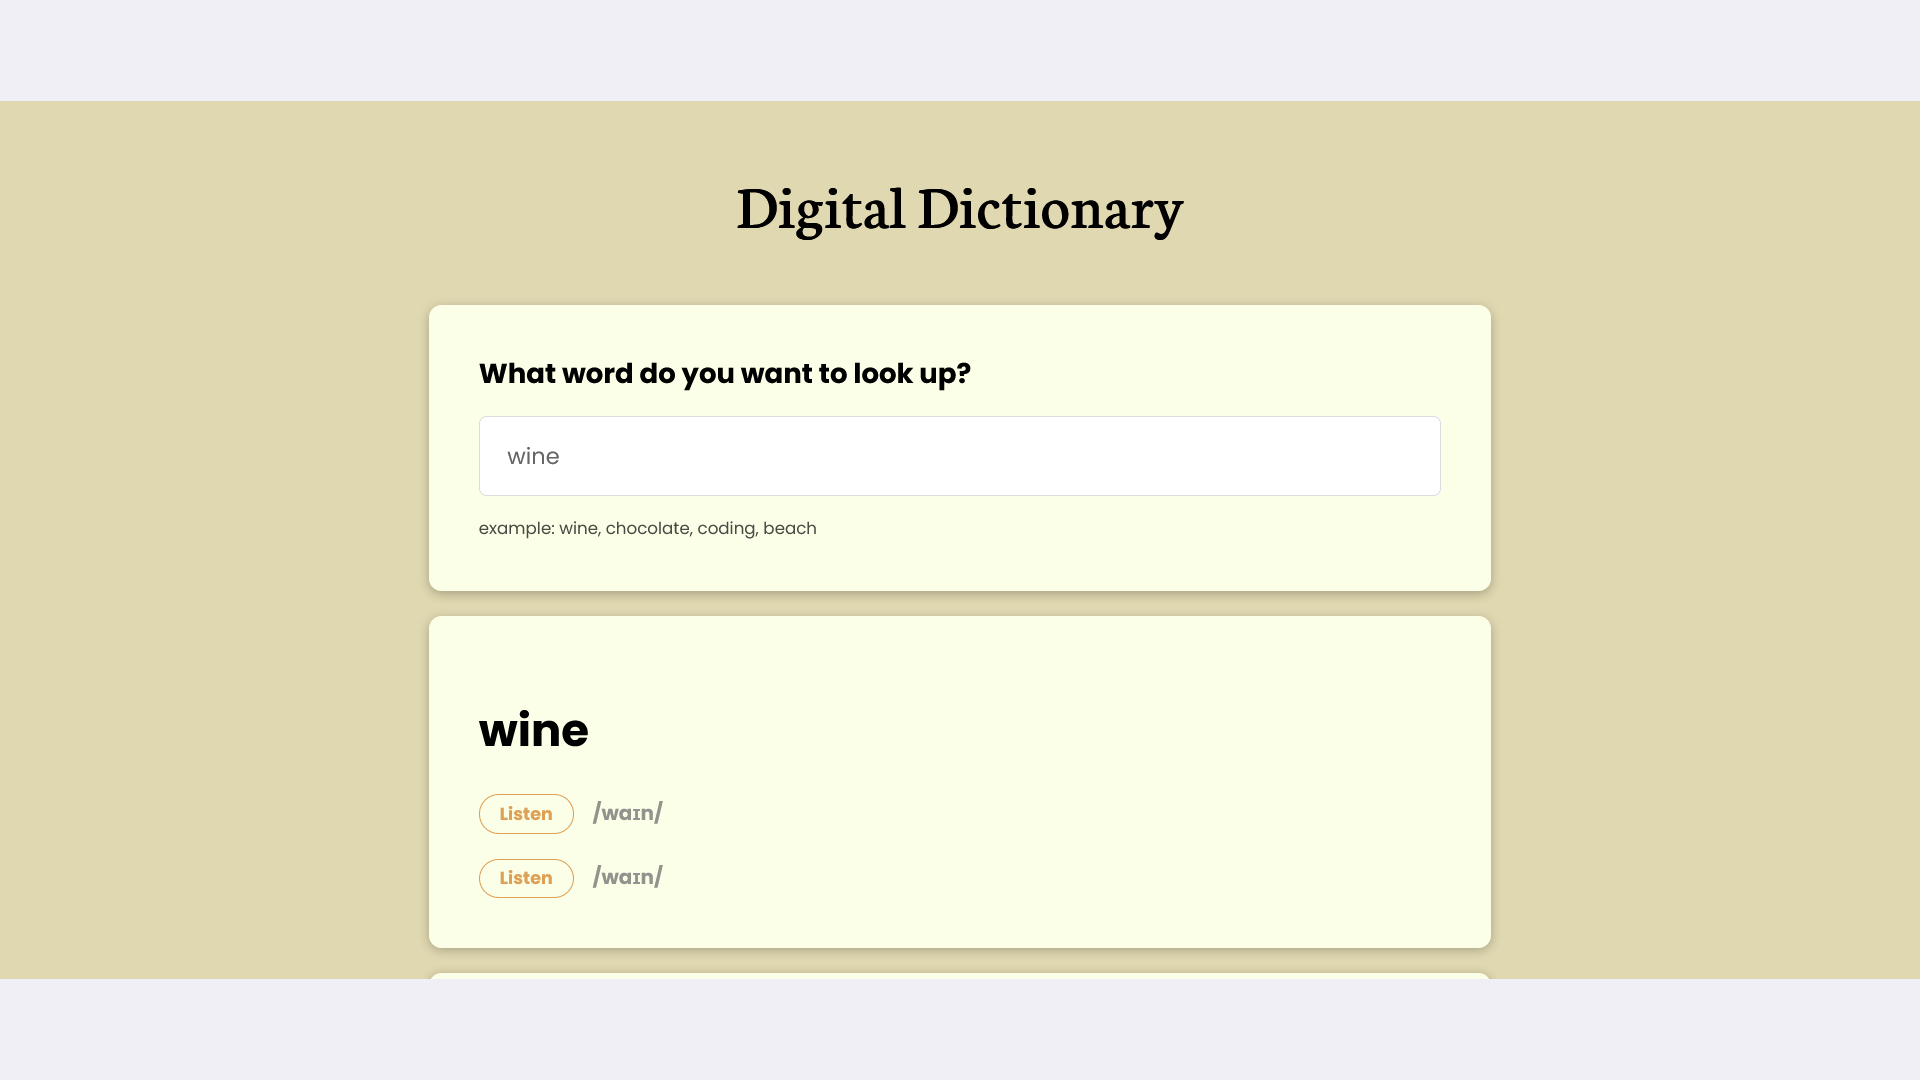 Digital Dictionary
What word do you want to look up?
wine
example: wine, chocolate, coding, beach
wine
Listen /waɪn/
Listen /waɪn/